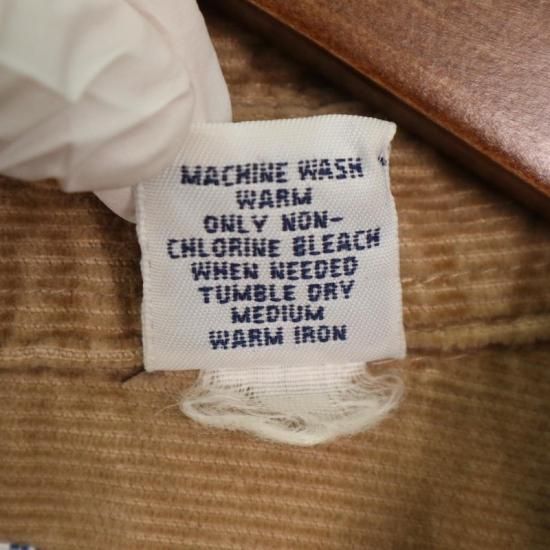 MACHINE WASH
WARM
ONLY NON-
CHLORINE BLEACH
WHEN NEEDED
TUMBLE DRY
MEDIUM
WARM IRON